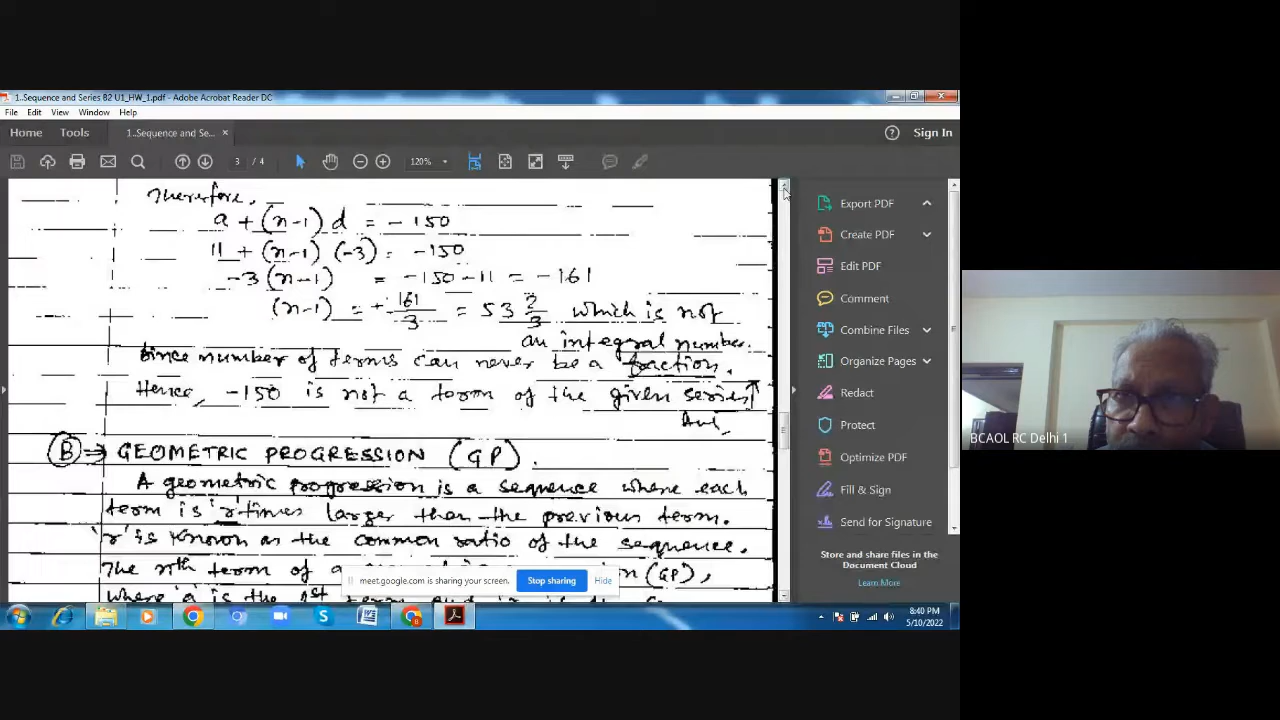 1..Sequence and Series B2 U1_HW_1.pdf - Adobe Acrobat Reader DC
File Edit View Window Help
Home Tools 1..Sequence and Se... × Sign In
3 / 4 120%
Therefore,
a + (n-1) d = -150
11 + (n-1) (-3) = -150
-3 (n-1) = -150-11 = -161
(n-1) = +161/3 = 53 2/3 which is not
an integral number.
Since number of terms can never be a fraction.
Hence, -150 is not a term of the given series
Ans,
(B) ⇒ GEOMETRIC PROGRESSION (GP).
A geometric progression is a sequence where each
term is 'r' times larger than the previous term.
'r' is known as the common ratio of the sequence.
The nth term of a
(GP),
where 'a' is the 1st term
meet.google.com is sharing your screen. Stop sharing Hide
Export PDF
Create PDF
Edit PDF
Comment
Combine Files
Organize Pages
Redact
Protect
Optimize PDF
Fill & Sign
Send for Signature
Store and share files in the
Document Cloud
Learn More
8:40 PM
5/10/2022
BCAOL RC Delhi 1